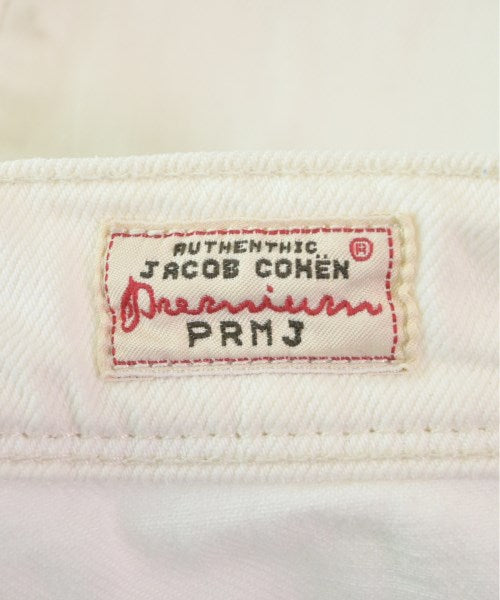 AUTHENTHIC
JACOB COHËN ®
Premium
PRMJ